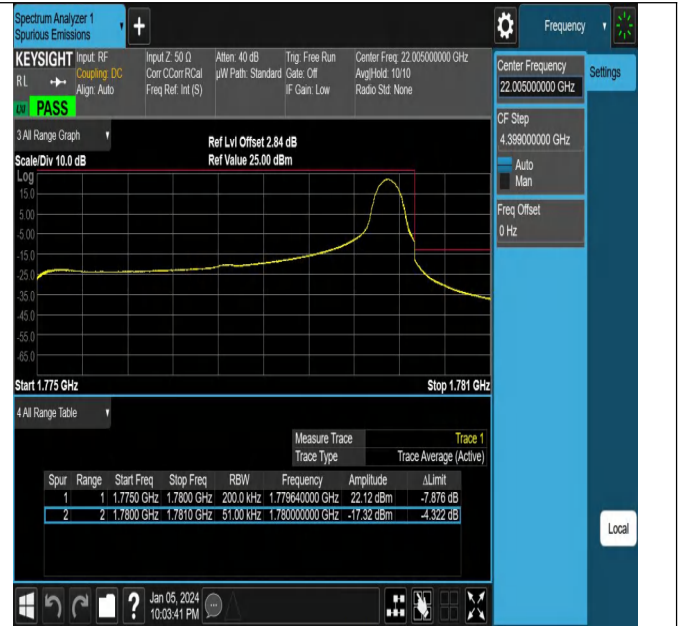 Spectrum Analyzer 1
Spurious Emissions
+
Frequency
KEYSIGHT
RL
Input: RF
Coupling: DC
Align: Auto
Input Z: 50 Ω
Corr CCorr RCal
Freq Ref: Int (S)
Atten: 40 dB
µW Path: Standard
Trig: Free Run
Gate: Off
IF Gain: Low
Center Freq: 22.005000000 GHz
Avg|Hold: 10/10
Radio Std: None
PASS
Center Frequency
22.005000000 GHz
Settings
CF Step
4.399000000 GHz
Auto
Man
Freq Offset
0 Hz
3 All Range Graph
Ref Lvl Offset 2.84 dB
Scale/Div 10.0 dB
Ref Value 25.00 dBm
Log
15.0
5.00
-5.00
-15.0
-25.0
-35.0
-45.0
-55.0
-65.0
Start 1.775 GHz
Stop 1.781 GHz
4 All Range Table
Measure Trace Trace 1
Trace Type Trace Average (Active)
Spur Range Start Freq Stop Freq RBW Frequency Amplitude ΔLimit
1 1 1.7750 GHz 1.7800 GHz 200.0 kHz 1.779640000 GHz 22.12 dBm -7.876 dB
2 2 1.7800 GHz 1.7810 GHz 51.00 kHz 1.780000000 GHz -17.32 dBm -4.322 dB
Local
?
Jan 05, 2024
10:03:41 PM